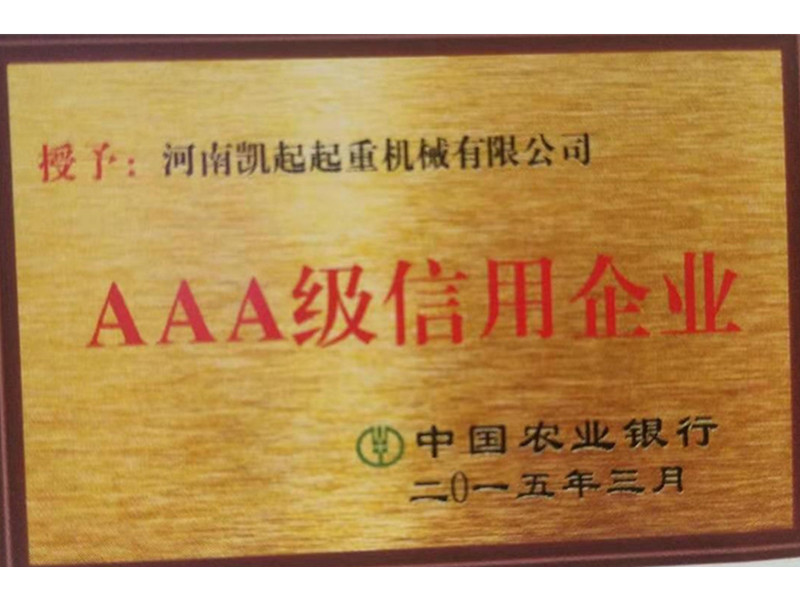 授予：河南凯起起重机械有限公司
AAA级信用企业
中国农业银行
二0一五年三月